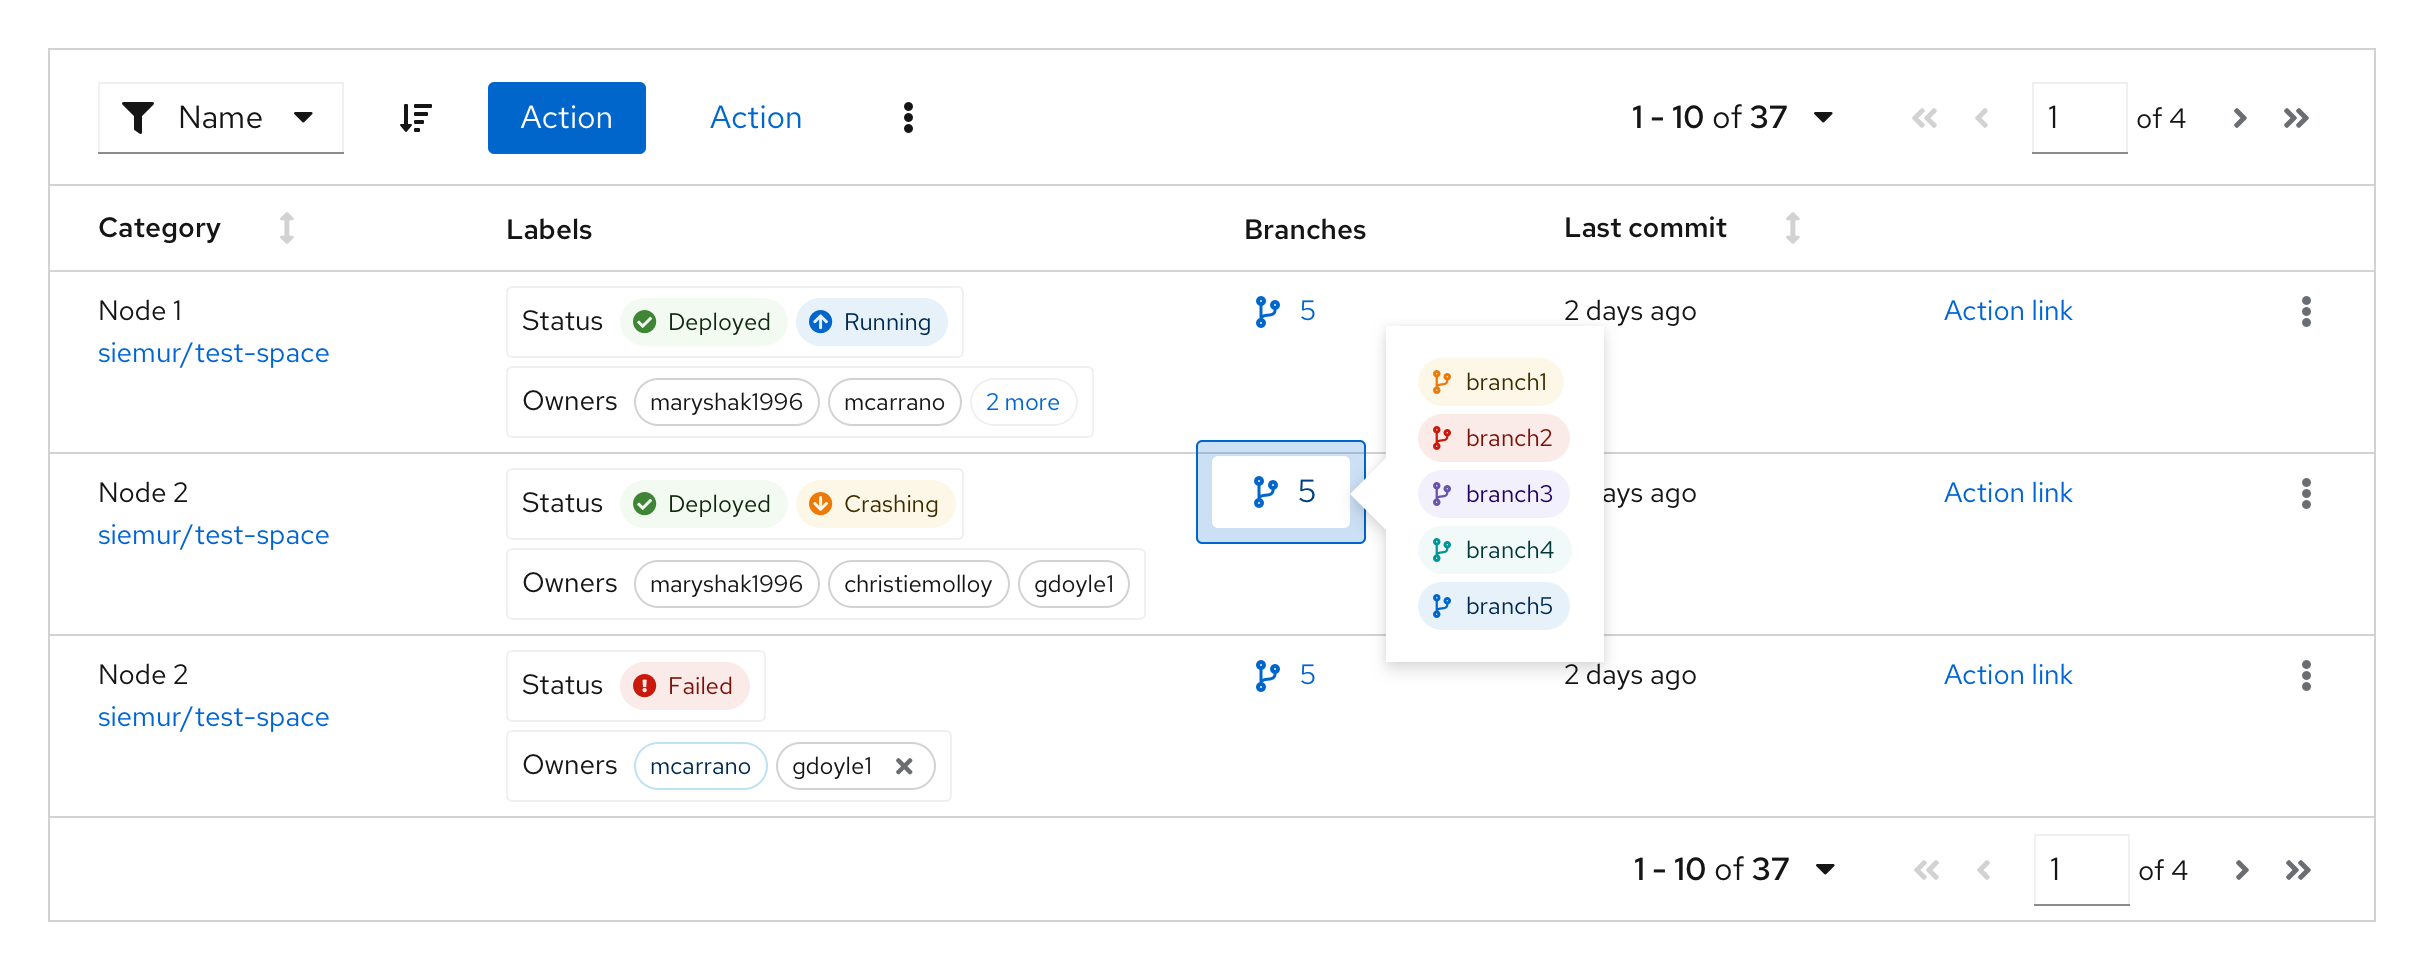 Name Action Action 1 - 10 of 37 1 of 4
Category Labels Branches Last commit
Node 1 Status Deployed Running 5 2 days ago Action link
siemur/test-space
Owners maryshak1996 mcarrano 2 more
branch1
branch2
Node 2 Status Deployed Crashing 5 branch3 ays ago Action link
siemur/test-space
branch4
Owners maryshak1996 christiemolloy gdoyle1
branch5
Node 2 Status Failed 5 2 days ago Action link
siemur/test-space
Owners mcarrano gdoyle1
1 - 10 of 37 1 of 4